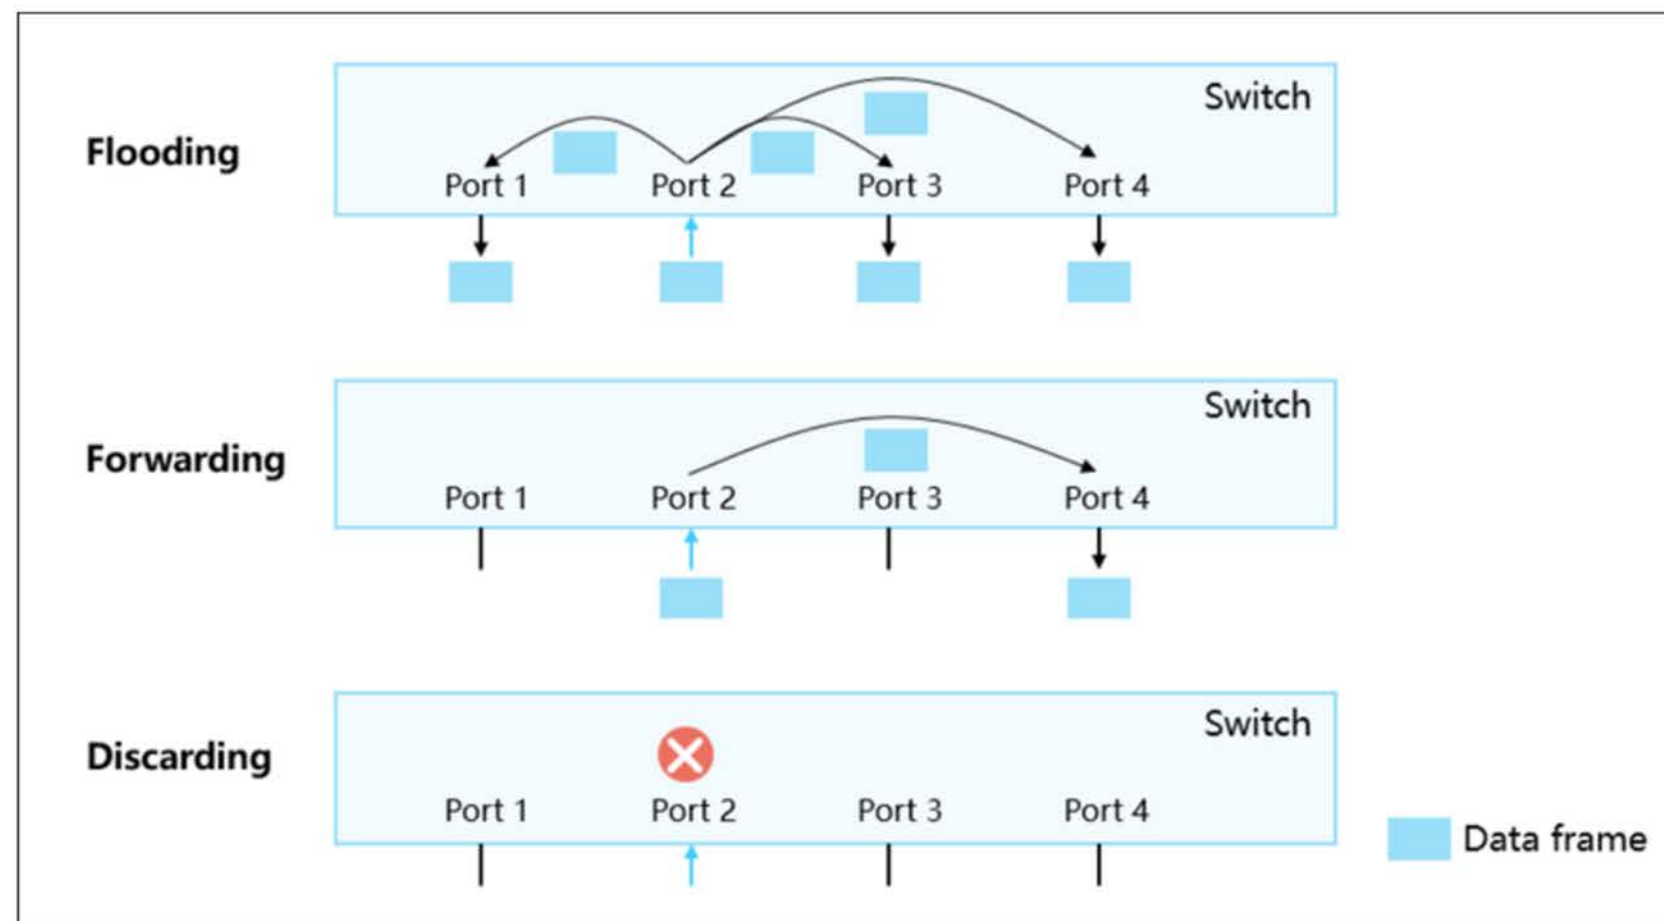 Switch
Flooding
Port 1 Port 2 Port 3 Port 4
Switch
Forwarding
Port 1 Port 2 Port 3 Port 4
Switch
Discarding
Port 1 Port 2 Port 3 Port 4
Data frame